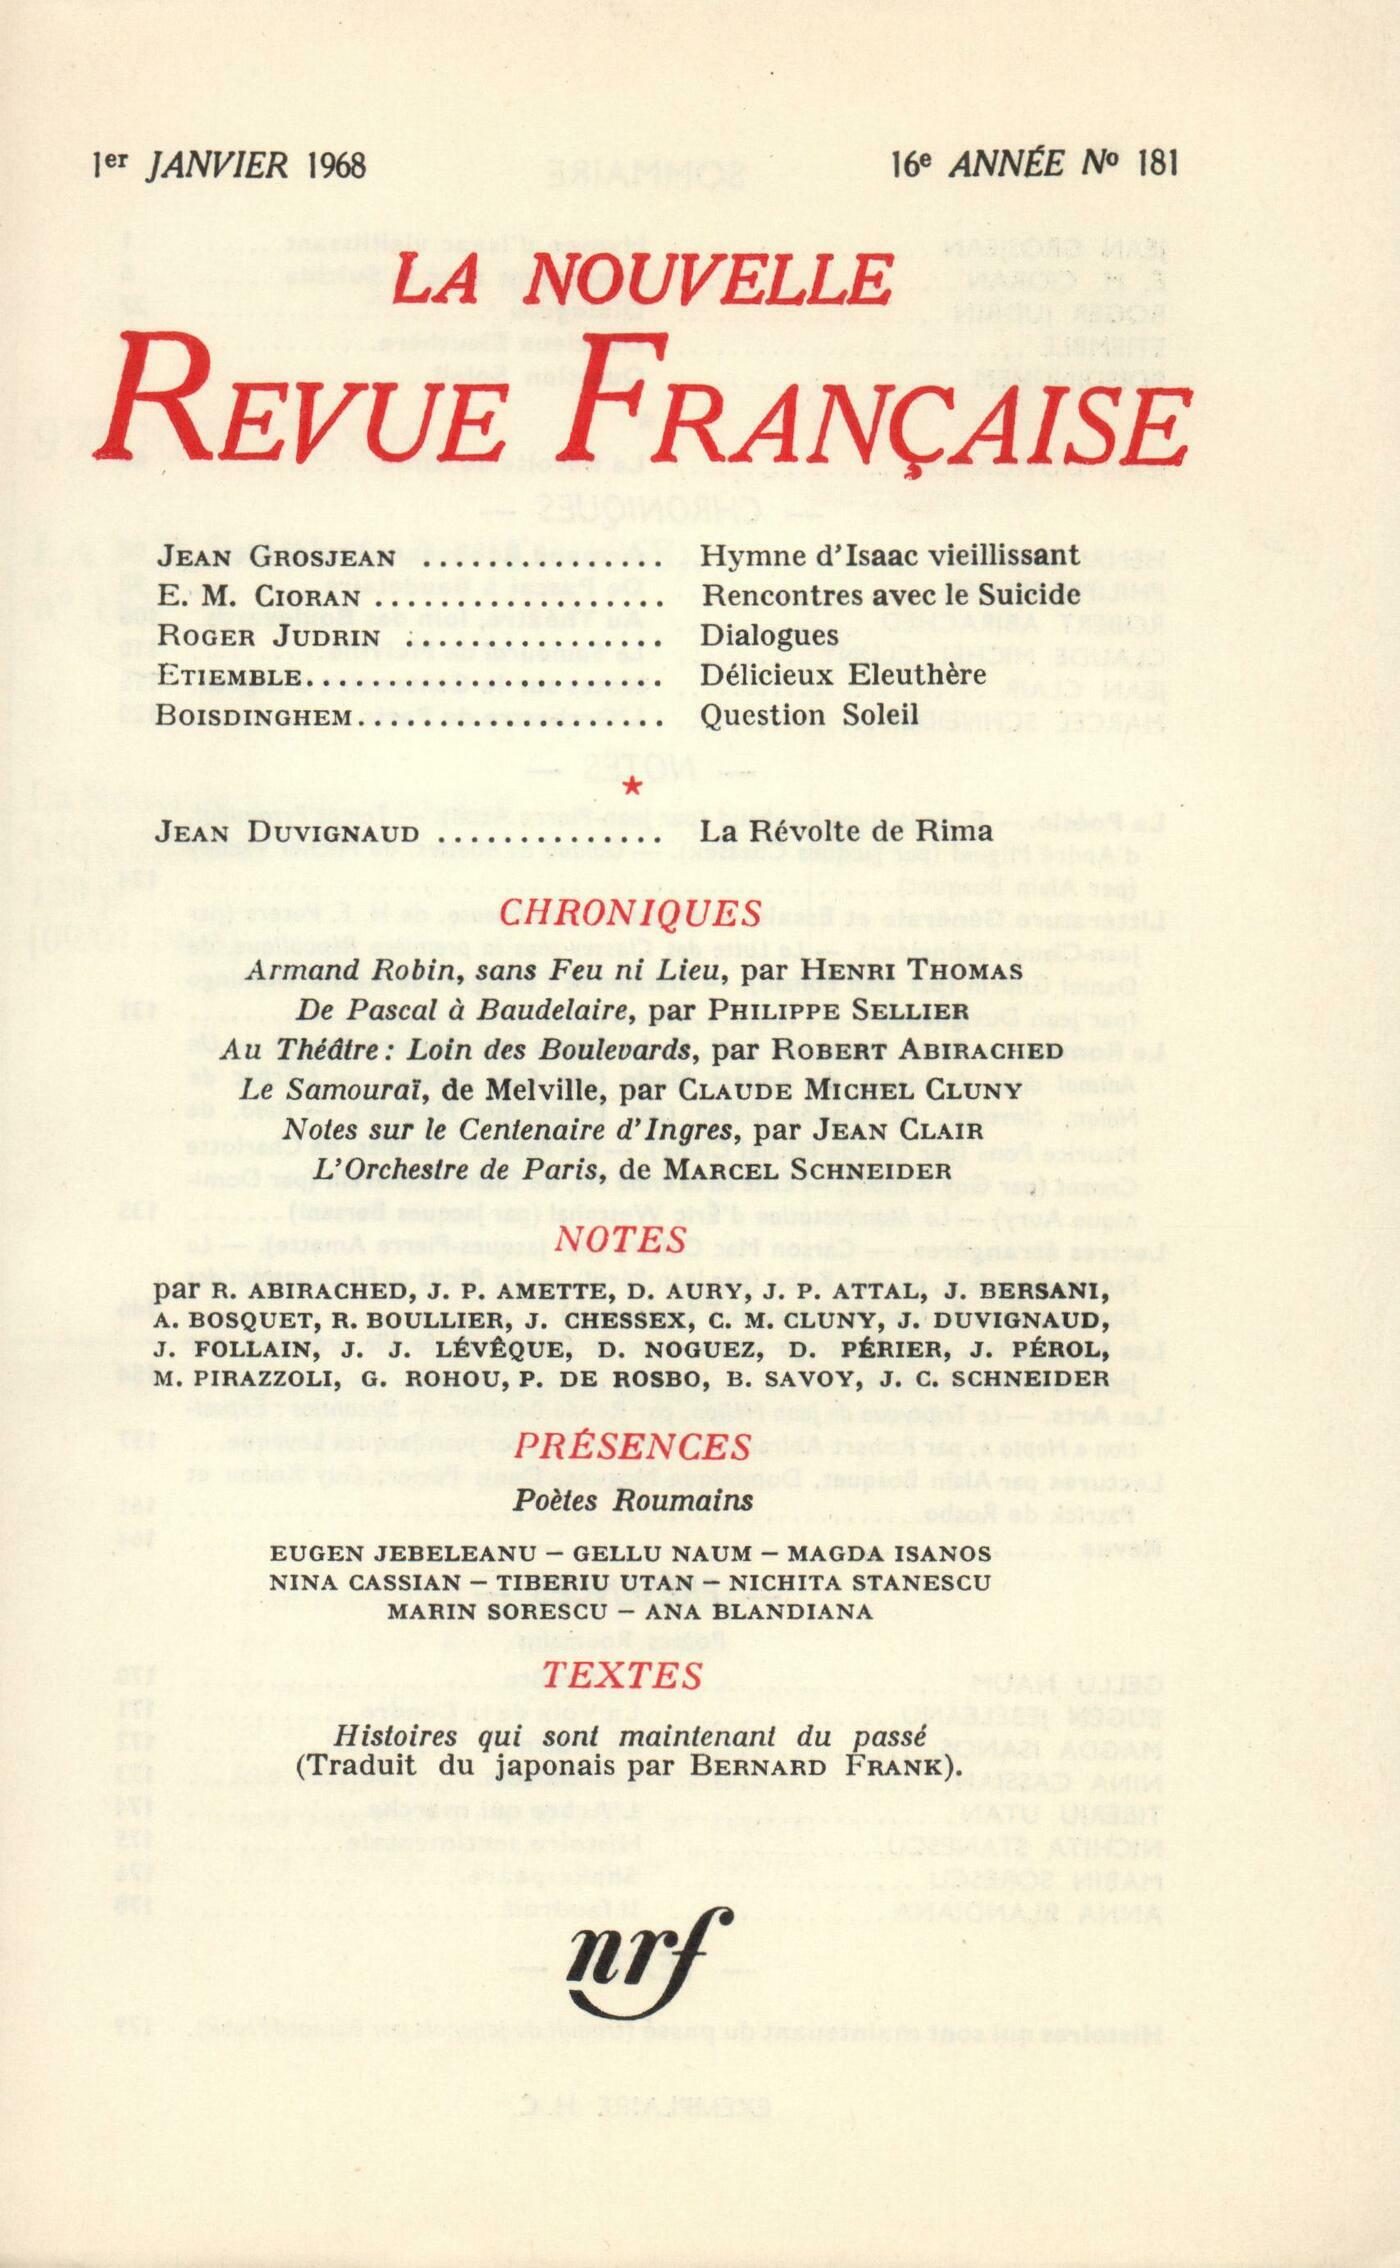 1er JANVIER 1968 16e ANNÉE No 181
LA NOUVELLE
REVUE FRANÇAISE
JEAN GROSJEAN ............... Hymne d'Isaac vieillissant
E. M. CIORAN .................. Rencontres avec le Suicide
ROGER JUDRIN ................ Dialogues
ETIEMBLE...................... Délicieux Eleuthère
BOISDINGHEM................... Question Soleil
★
JEAN DUVIGNAUD .............. La Révolte de Rima
CHRONIQUES
Armand Robin, sans Feu ni Lieu, par HENRI THOMAS
De Pascal à Baudelaire, par PHILIPPE SELLIER
Au Théâtre : Loin des Boulevards, par ROBERT ABIRACHED
Le Samouraï, de Melville, par CLAUDE MICHEL CLUNY
Notes sur le Centenaire d'Ingres, par JEAN CLAIR
L'Orchestre de Paris, de MARCEL SCHNEIDER
NOTES
par R. ABIRACHED, J. P. AMETTE, D. AURY, J. P. ATTAL, J. BERSANI,
A. BOSQUET, R. BOULLIER, J. CHESSEX, C. M. CLUNY, J. DUVIGNAUD,
J. FOLLAIN, J. J. LÉVÊQUE, D. NOGUEZ, D. PÉRIER, J. PÉROL,
M. PIRAZZOLI, G. ROHOU, P. DE ROSBO, B. SAVOY, J. C. SCHNEIDER
PRÉSENCES
Poètes Roumains
EUGEN JEBELEANU – GELLU NAUM – MAGDA ISANOS
NINA CASSIAN – TIBERIU UTAN – NICHITA STANESCU
MARIN SORESCU – ANA BLANDIANA
TEXTES
Histoires qui sont maintenant du passé
(Traduit du japonais par BERNARD FRANK).
nrf